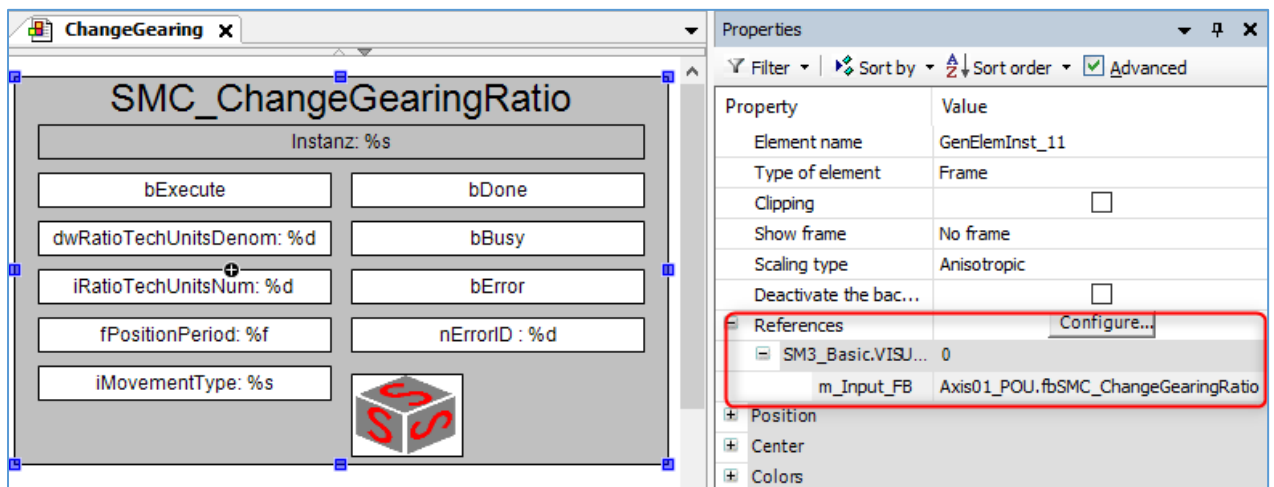 ChangeGearing
SMC_ChangeGearingRatio
Instanz: %s
bExecute
bDone
dwRatioTechUnitsDenom: %d
bBusy
iRatioTechUnitsNum: %d
bError
fPositionPeriod: %f
nErrorID : %d
iMovementType: %s
S S S
Properties
Filter Sort by Sort order Advanced
Property Value
Element name GenElemInst_11
Type of element Frame
Clipping
Show frame No frame
Scaling type Anisotropic
Deactivate the bac...
References Configure...
SM3_Basic.VISU... 0
m_Input_FB Axis01_POU.fbSMC_ChangeGearingRatio
Position
Center
Colors